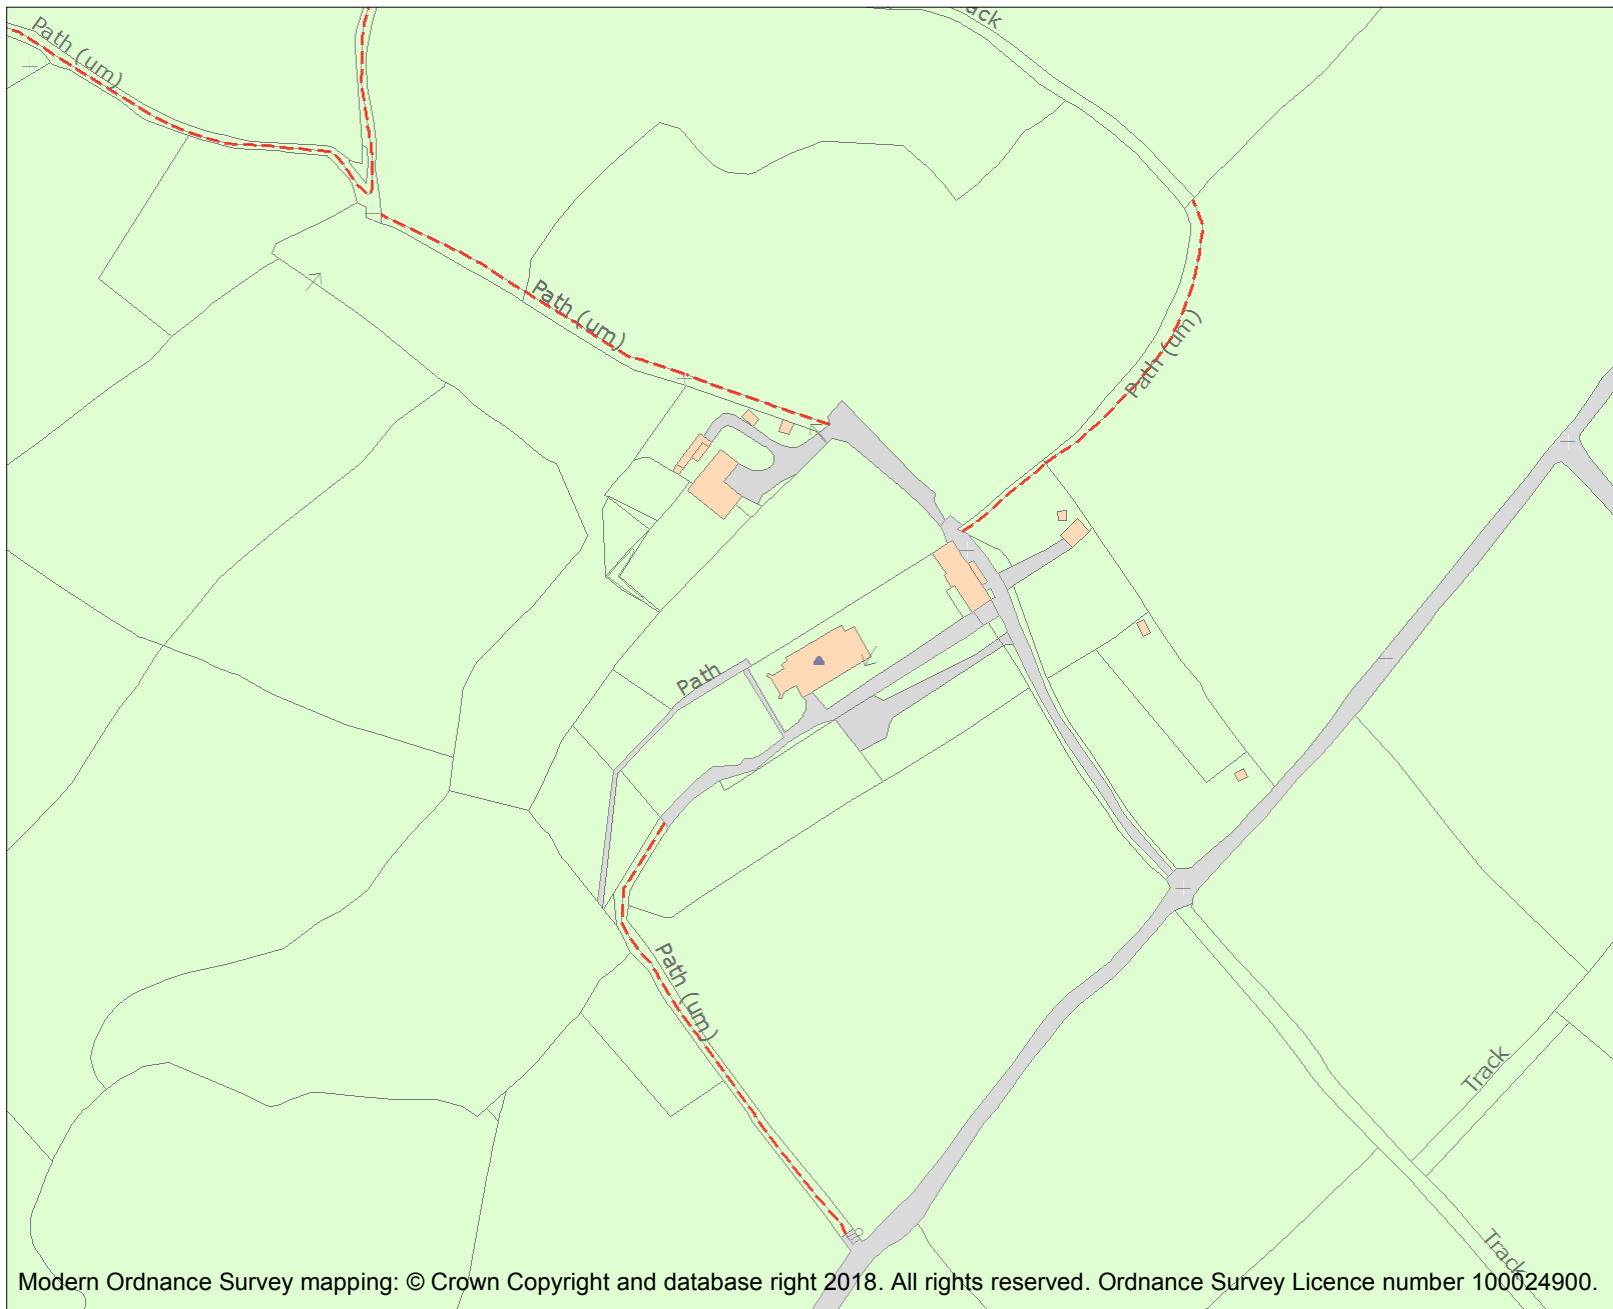 Path (um)
ack
Path (um)
Path (um)
Path
Path (um)
Track
Track
Modern Ordnance Survey mapping: © Crown Copyright and database right 2018. All rights reserved. Ordnance Survey Licence number 100024900.